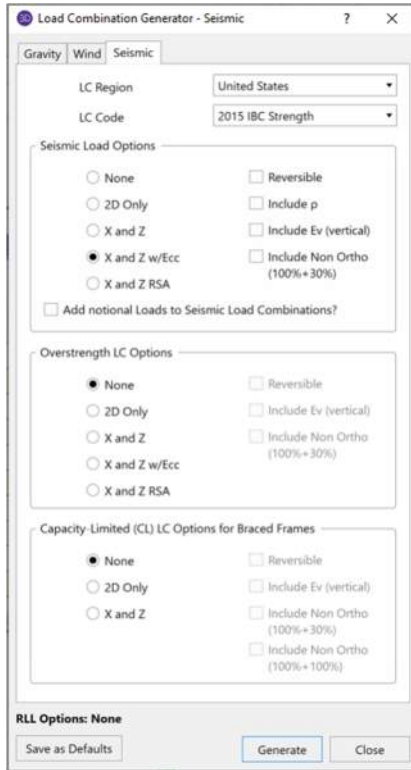 3D Load Combination Generator - Seismic ? ×
Gravity Wind Seismic
LC Region United States
LC Code 2015 IBC Strength
Seismic Load Options
None Reversible
2D Only Include ρ
X and Z Include Ev (vertical)
X and Z w/Ecc Include Non Ortho
(100%+30%)
X and Z RSA
Add notional Loads to Seismic Load Combinations?
Overstrength LC Options
None Reversible
2D Only Include Ev (vertical)
X and Z Include Non Ortho
(100%+30%)
X and Z w/Ecc
X and Z RSA
Capacity-Limited (CL) LC Options for Braced Frames
None Reversible
2D Only Include Ev (vertical)
X and Z Include Non Ortho
(100%+30%)
Include Non Ortho
(100%+100%)
RLL Options: None
Save as Defaults Generate Close